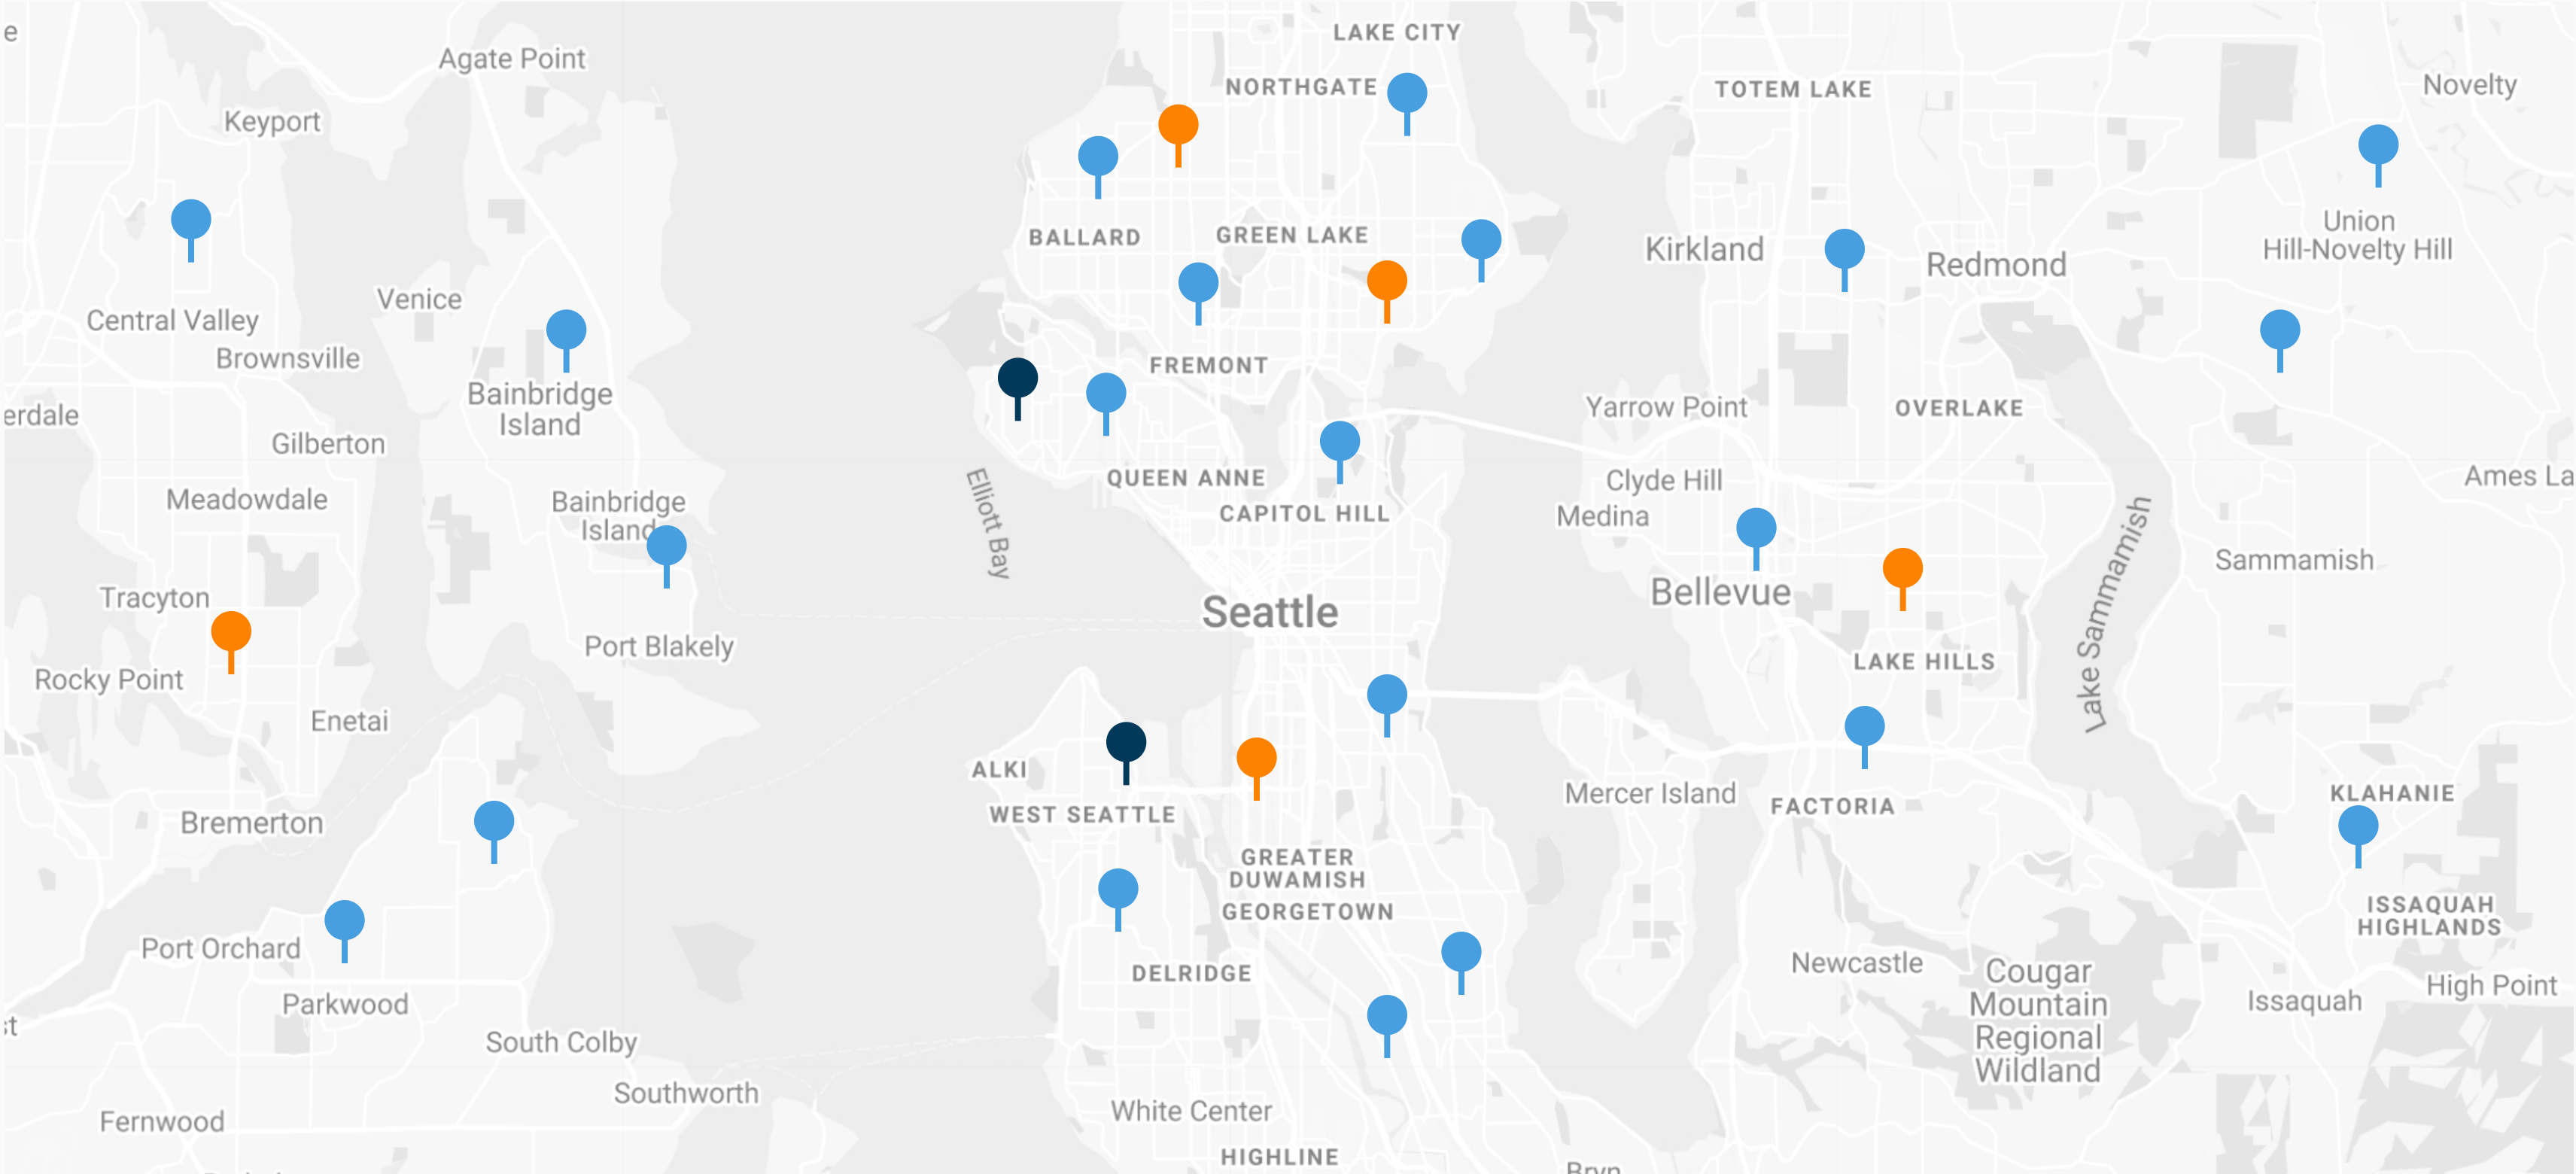 e
Agate Point
Keyport
Central Valley
Venice
Brownsville
Bainbridge
Island
erdale
Gilberton
Meadowdale
Bainbridge
Island
Tracyton
Port Blakely
Rocky Point
Enetai
Bremerton
Port Orchard
Parkwood
st
South Colby
Southworth
Fernwood
LAKE CITY
NORTHGATE
BALLARD
GREEN LAKE
FREMONT
QUEEN ANNE
CAPITOL HILL
Elliott Bay
Seattle
ALKI
WEST SEATTLE
GREATER
DUWAMISH
GEORGETOWN
DELRIDGE
White Center
HIGHLINE
TOTEM LAKE
Novelty
Union
Hill-Novelty Hill
Kirkland
Redmond
Yarrow Point
OVERLAKE
Clyde Hill
Medina
Ames La
Bellevue
Sammamish
Lake Sammamish
LAKE HILLS
Mercer Island
FACTORIA
KLAHANIE
ISSAQUAH
HIGHLANDS
Newcastle
Cougar
Mountain
Regional
Wildland
High Point
Issaquah
Bryn